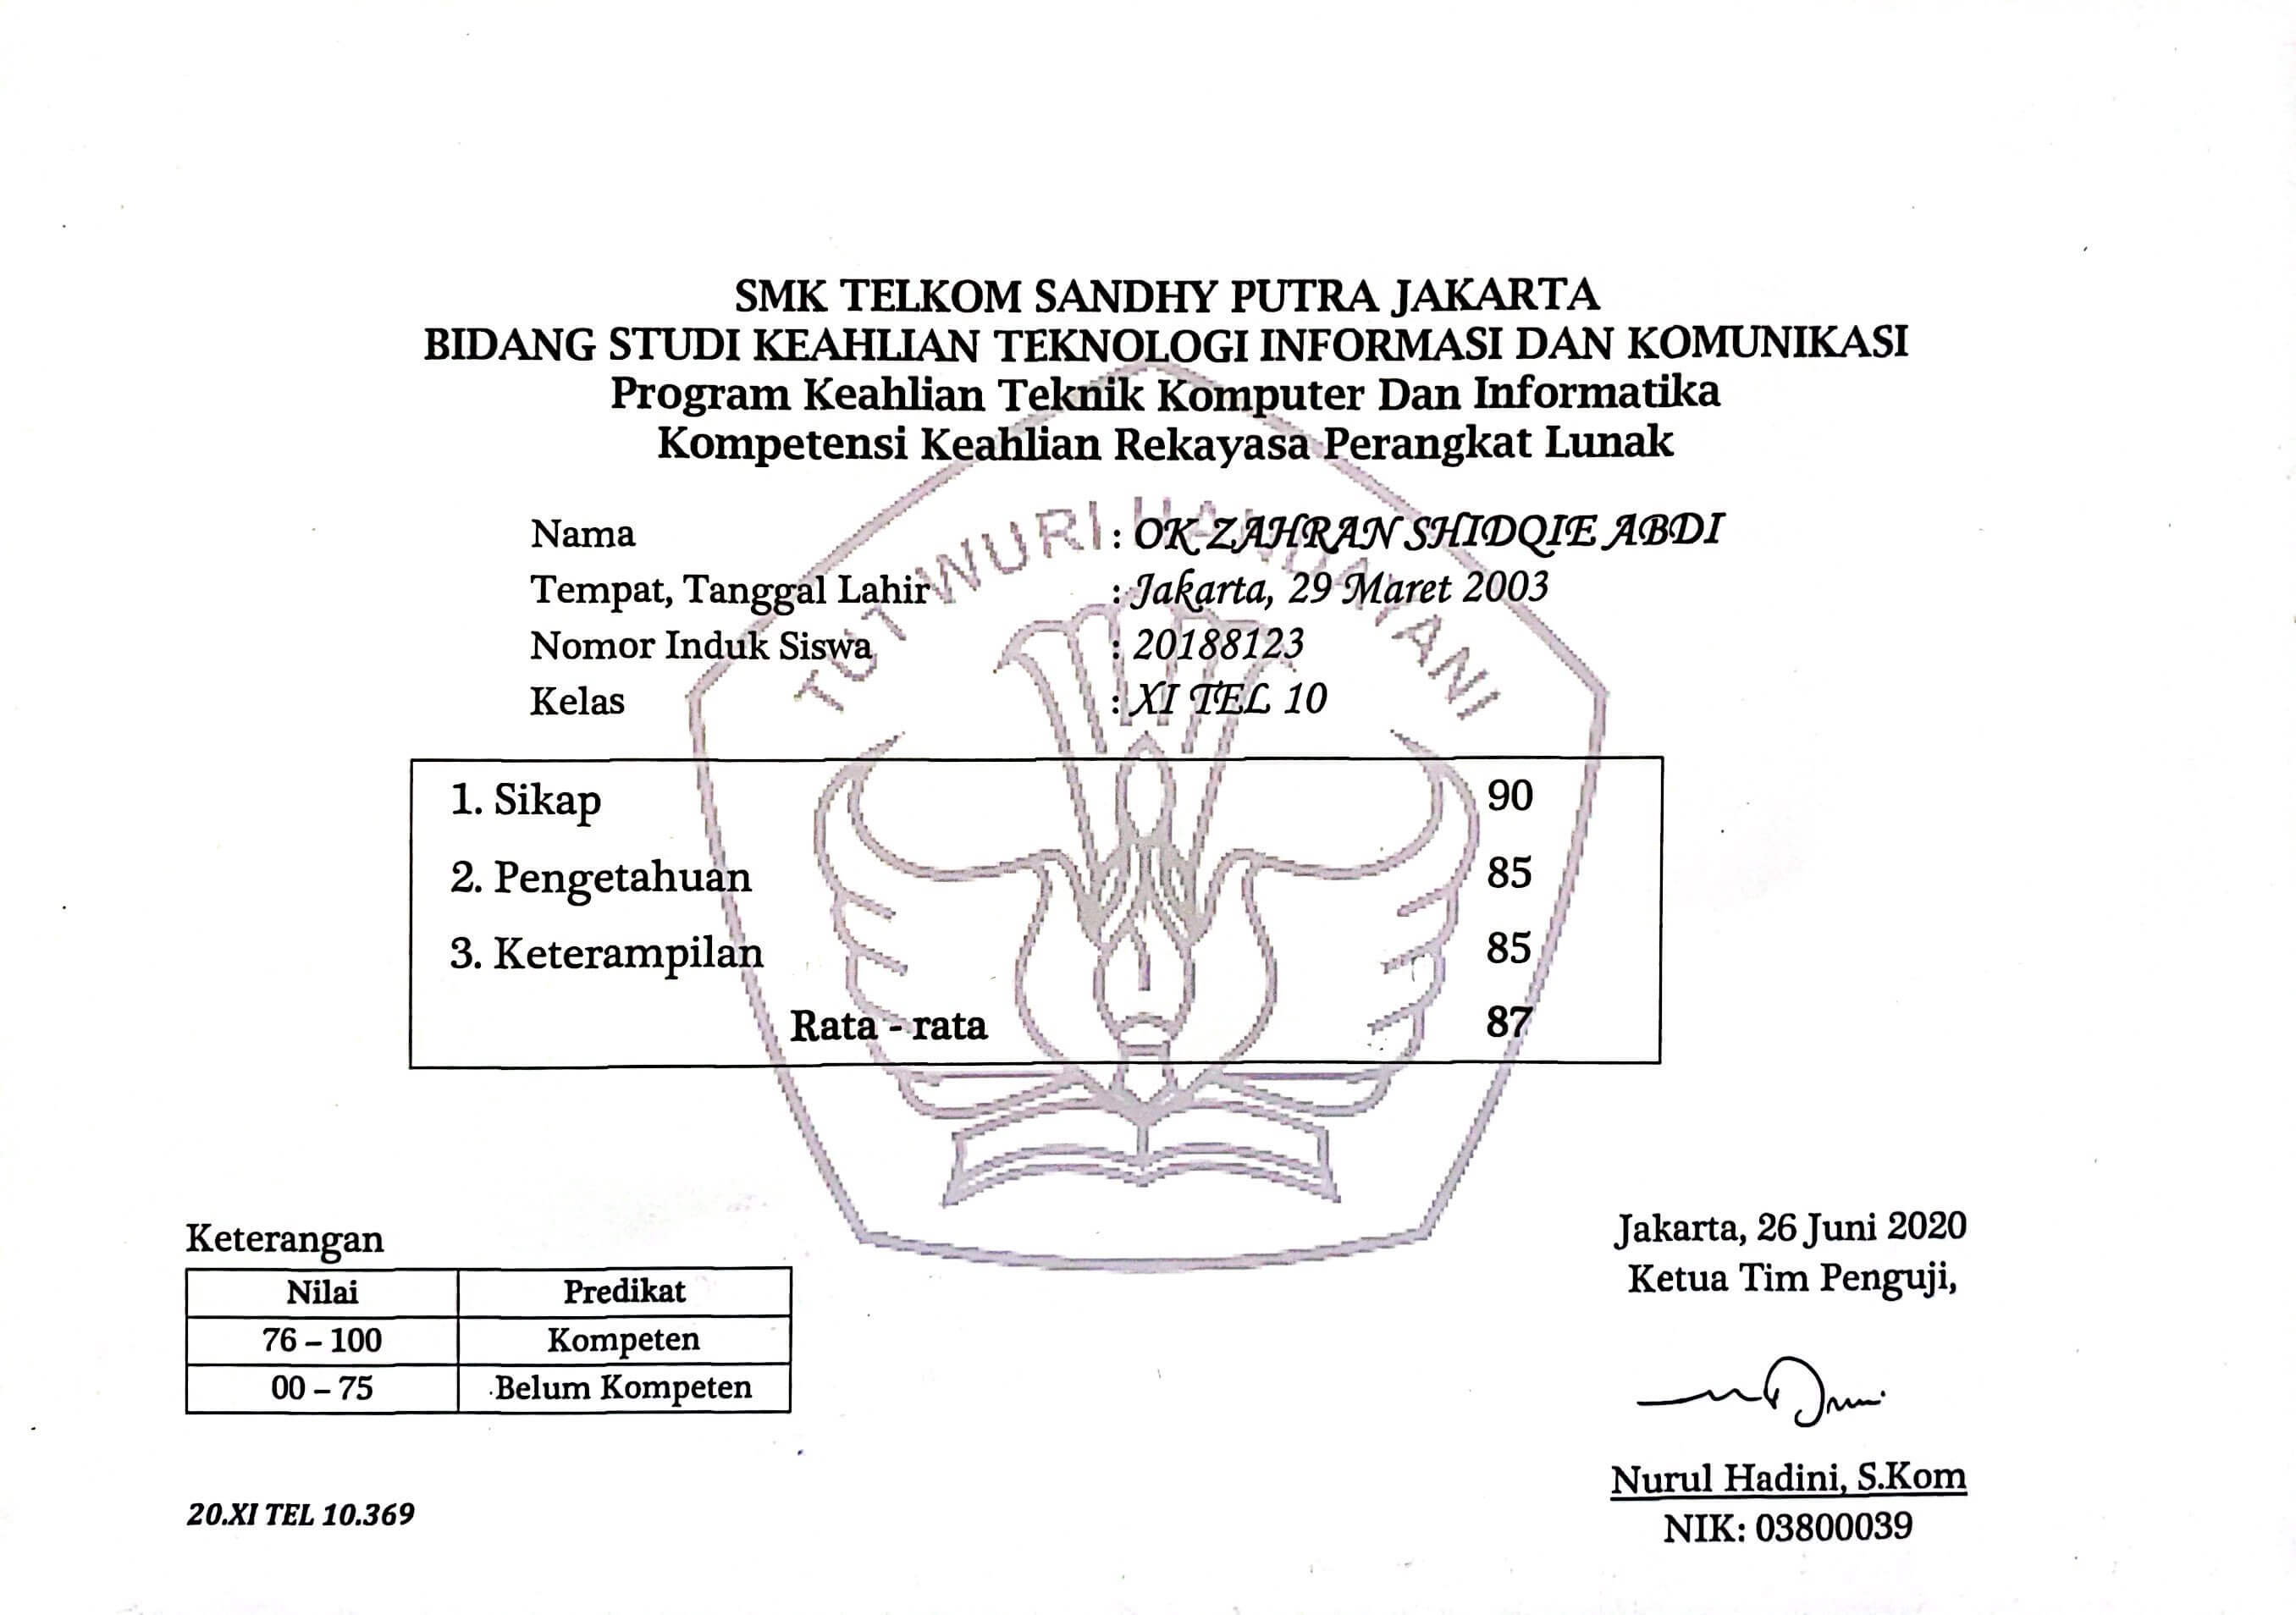 SMK TELKOM SANDHY PUTRA JAKARTA
BIDANG STUDI KEAHLIAN TEKNOLOGI INFORMASI DAN KOMUNIKASI
Program Keahlian Teknik Komputer Dan Informatika
Kompetensi Keahlian Rekayasa Perangkat Lunak
TUT WURI HANDAYANI
Nama : OK ZAHRAN SHIDQIE ABDI
Tempat, Tanggal Lahir : Jakarta, 29 Maret 2003
Nomor Induk Siswa : 20188123
Kelas : XI TEL 10
1. Sikap 90
2. Pengetahuan 85
3. Keterampilan 85
Rata - rata 87
Keterangan
Nilai Predikat
76 – 100 Kompeten
00 – 75 Belum Kompeten
20.XI TEL 10.369
Jakarta, 26 Juni 2020
Ketua Tim Penguji,
Nurul Hadini, S.Kom
NIK: 03800039